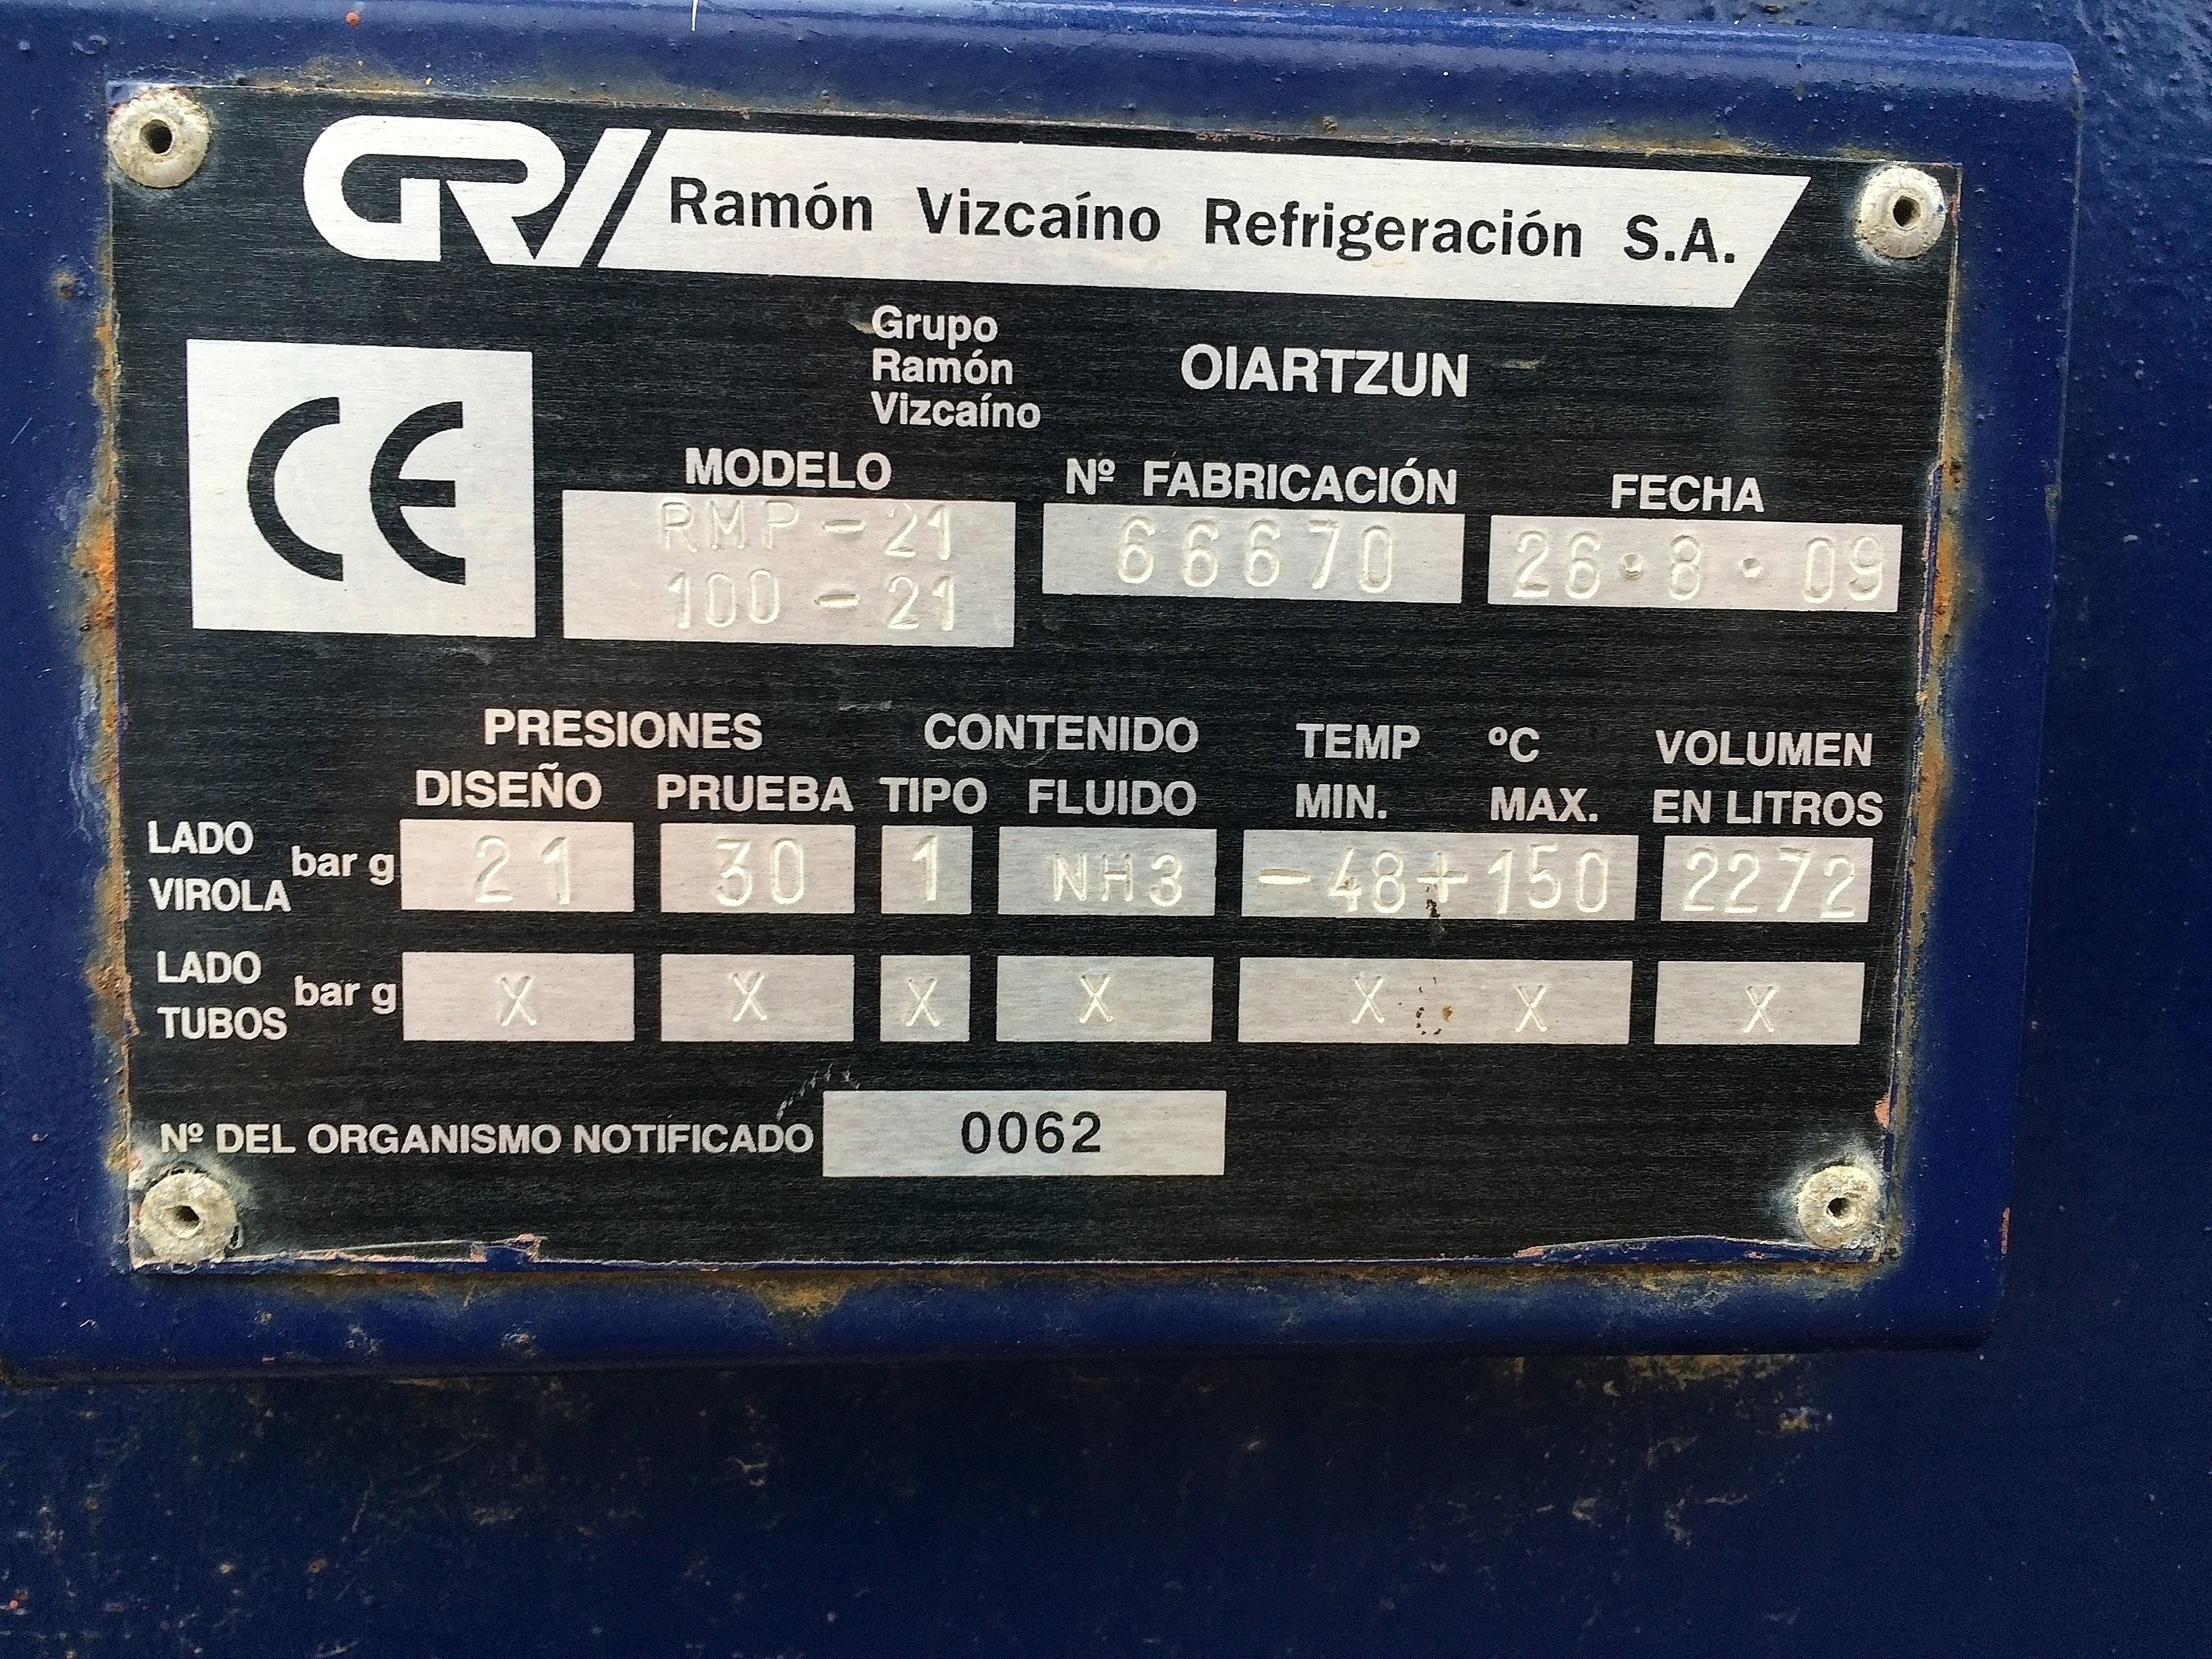 GRV Ramón Vizcaíno Refrigeración S.A.
Grupo
Ramón
Vizcaíno
OIARTZUN
CE
MODELO
RMP-21
100-21
Nº FABRICACIÓN
66670
FECHA
26·8·09
PRESIONES CONTENIDO TEMP ºC VOLUMEN
DISEÑO PRUEBA TIPO FLUIDO MIN. MAX. EN LITROS
LADO
VIROLA
bar g 21 30 1 NH3 -48 +150 2272
LADO
TUBOS
bar g X X X X X X X
Nº DEL ORGANISMO NOTIFICADO 0062